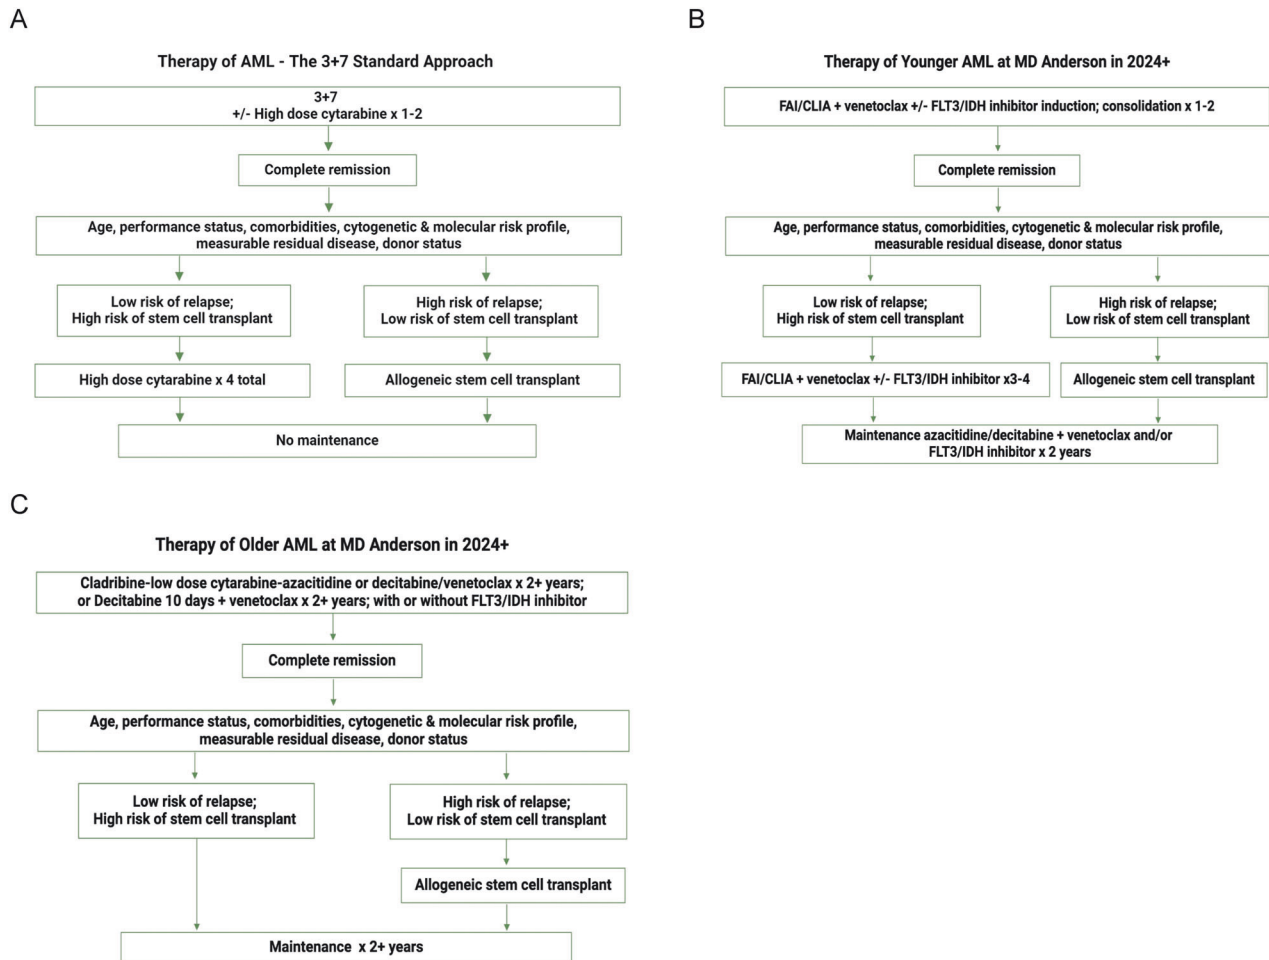 A
Therapy of AML - The 3+7 Standard Approach
3+7
+/- High dose cytarabine x 1-2
Complete remission
Age, performance status, comorbidities, cytogenetic & molecular risk profile,
measurable residual disease, donor status
Low risk of relapse;
High risk of stem cell transplant
High risk of relapse;
Low risk of stem cell transplant
High dose cytarabine x 4 total
Allogeneic stem cell transplant
No maintenance
B
Therapy of Younger AML at MD Anderson in 2024+
FAI/CLIA + venetoclax +/- FLT3/IDH inhibitor induction; consolidation x 1-2
Complete remission
Age, performance status, comorbidities, cytogenetic & molecular risk profile,
measurable residual disease, donor status
Low risk of relapse;
High risk of stem cell transplant
High risk of relapse;
Low risk of stem cell transplant
FAI/CLIA + venetoclax +/- FLT3/IDH inhibitor x3-4
Allogeneic stem cell transplant
Maintenance azacitidine/decitabine + venetoclax and/or
FLT3/IDH inhibitor x 2 years
C
Therapy of Older AML at MD Anderson in 2024+
Cladribine-low dose cytarabine-azacitidine or decitabine/venetoclax x 2+ years;
or Decitabine 10 days + venetoclax x 2+ years; with or without FLT3/IDH inhibitor
Complete remission
Age, performance status, comorbidities, cytogenetic & molecular risk profile,
measurable residual disease, donor status
Low risk of relapse;
High risk of stem cell transplant
High risk of relapse;
Low risk of stem cell transplant
Allogeneic stem cell transplant
Maintenance x 2+ years